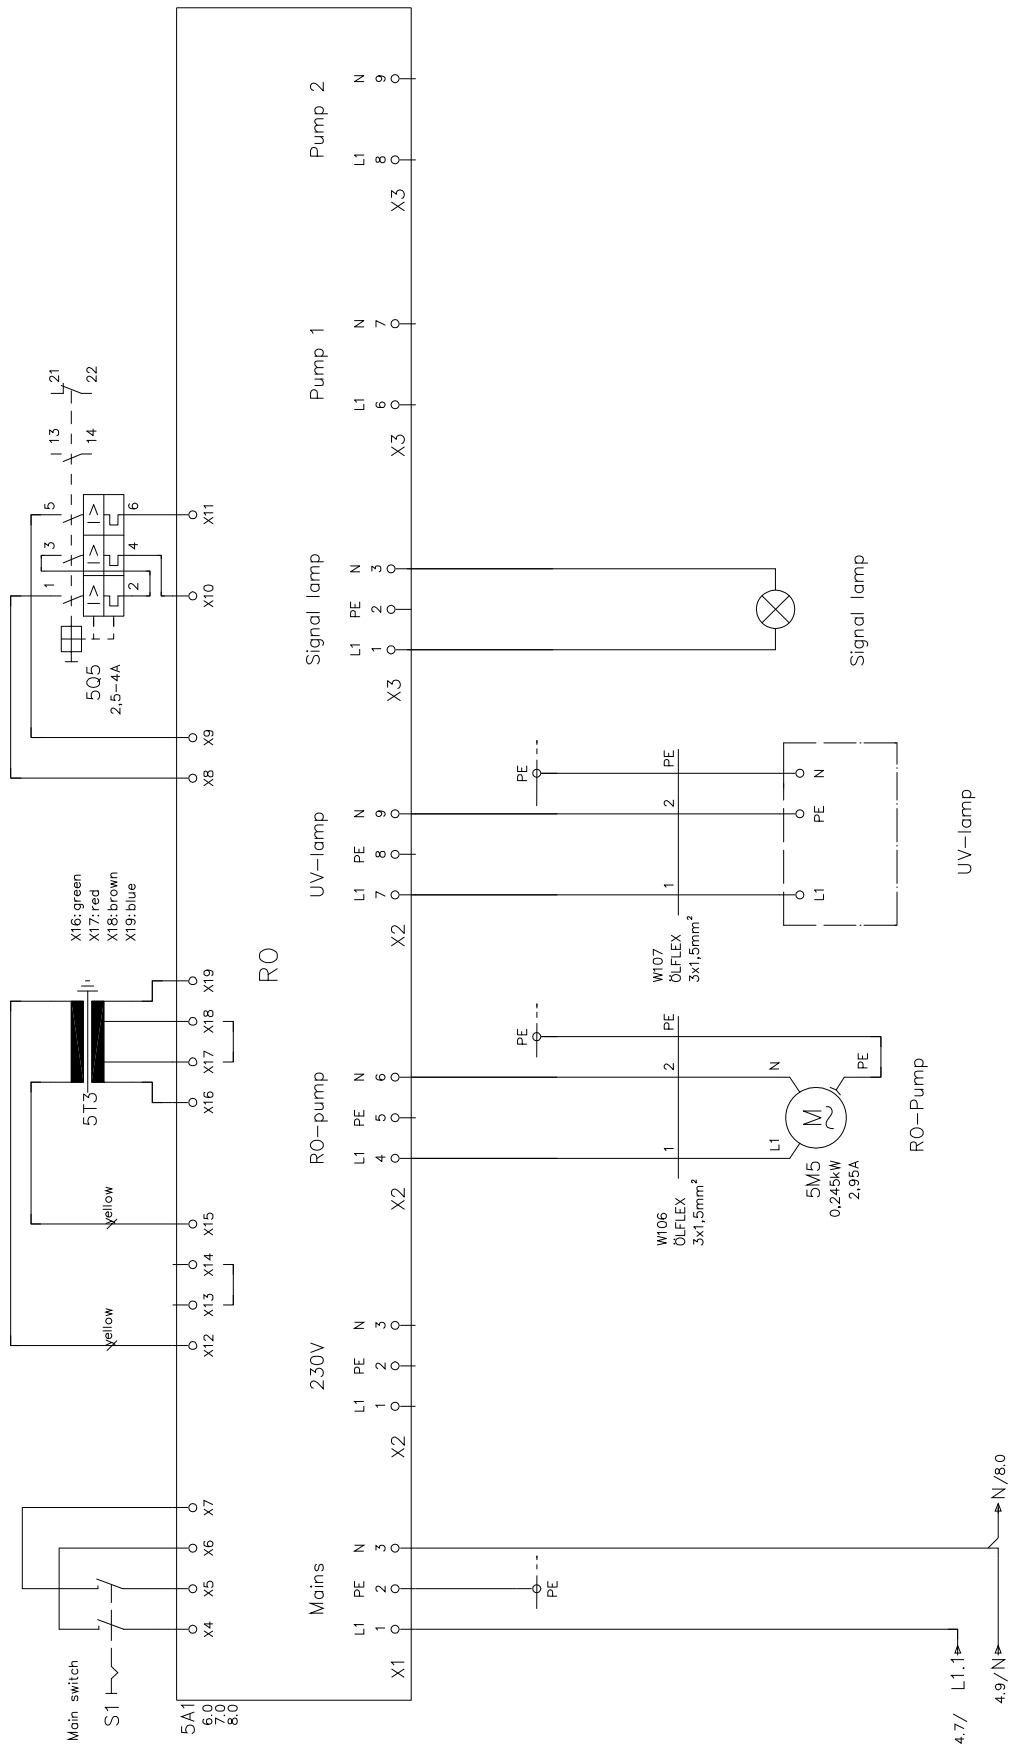 Main switch
S1
X4
X5
X6
X7
yellow
yellow
X12
X13
X14
X15
5T3
X16
X17
X18
X19
X16: green
X17: red
X18: brown
X19: blue
X8
X9
5Q5
2,5-4A
1
3
5
2
4
6
13
14
21
22
X10
X11
5A1
6.0
7.0
8.0
RO
Mains
L1 PE N
X1 1 2 3
230V
L1 PE N
X2 1 2 3
RO-pump
L1 PE N
X2 4 5 6
UV-lamp
L1 PE N
X2 7 8 9
Signal lamp
L1 PE N
X3 1 2 3
Pump 1
L1 N
X3 6 7
Pump 2
L1 N
X3 8 9
PE
PE
PE
W106
ÖLFLEX
3x1,5mm²
1 2 PE
W107
ÖLFLEX
3x1,5mm²
1 2 PE
L1
N
PE
M
5M5
0,245kW
2,95A
RO-Pump
L1 PE N
UV-lamp
Signal lamp
4.7/ L1.1
4.9/N
N/8.0